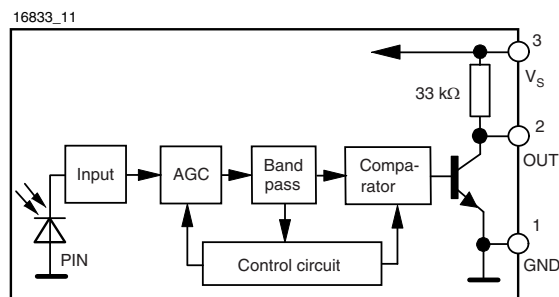 16833_11
3
V_S
33 kΩ
2
OUT
Input
AGC
Band
pass
Compa-
rator
PIN
Control circuit
1
GND